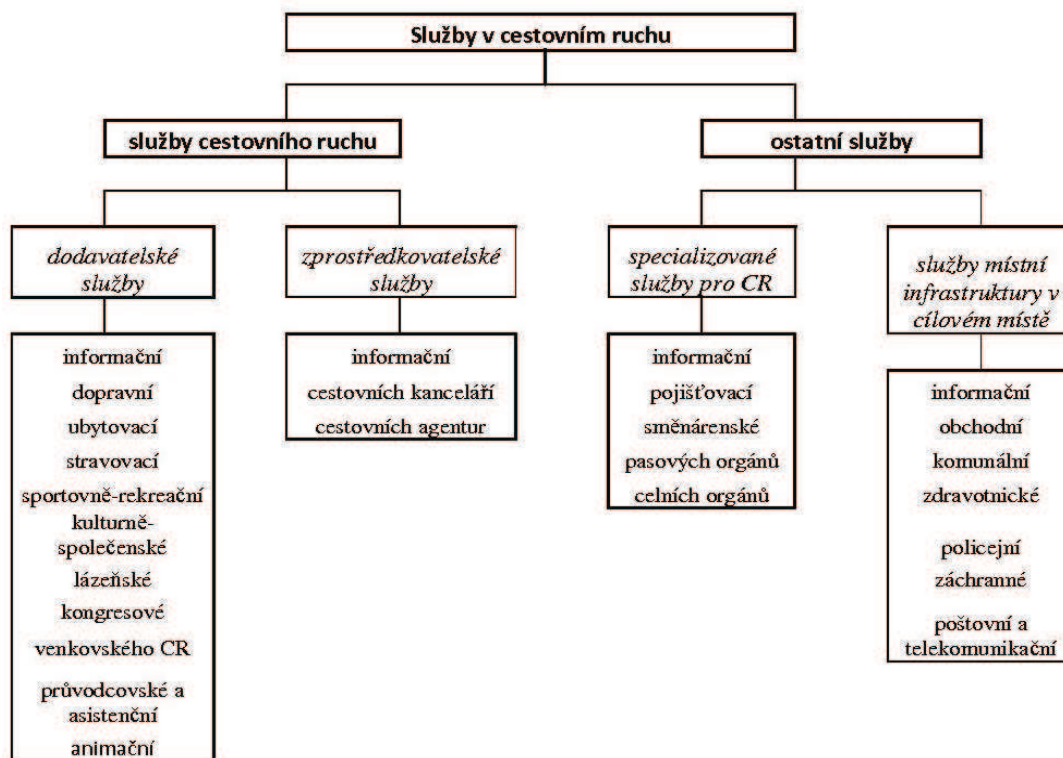 Služby v cestovním ruchu
služby cestovního ruchu
ostatní služby
dodavatelské
služby
zprostředkovatelské
služby
specializované
služby pro CR
služby místní
infrastruktury v
cílovém místě
informační
dopravní
ubytovací
stravovací
sportovně-rekreační
kulturně-
společenské
lázeňské
kongresové
venkovského CR
průvodcovské a
asistenční
animační
informační
cestovních kanceláří
cestovních agentur
informační
pojišťovací
směnárenské
pasových orgánů
celních orgánů
informační
obchodní
komunální
zdravotnické
policejní
záchranné
poštovní a
telekomunikační